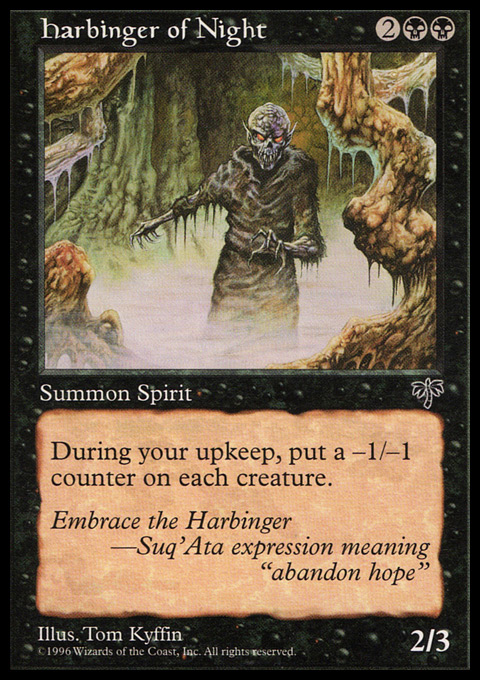 Harbinger of Night 2
Summon Spirit
During your upkeep, put a –1/–1
counter on each creature.
Embrace the Harbinger
—Suq'Ata expression meaning
"abandon hope"
Illus. Tom Kyffin
©1996 Wizards of the Coast, Inc. All rights reserved.
2/3